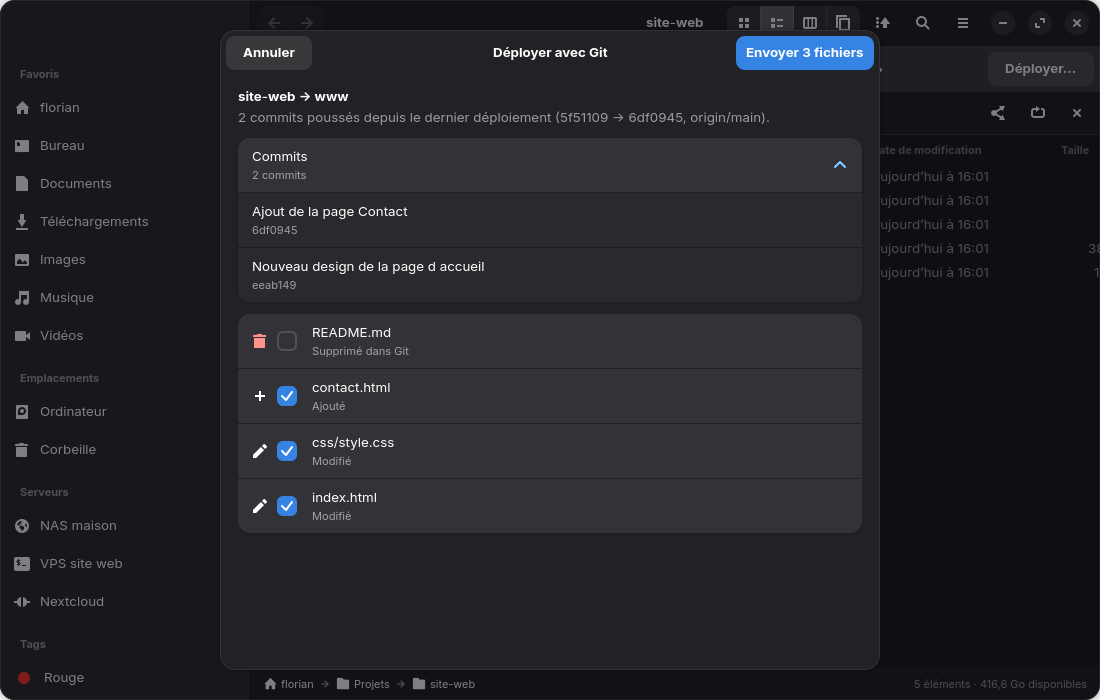 site-web
Annuler
Déployer avec Git
Envoyer 3 fichiers
Déployer…
Favoris
florian
Bureau
Documents
Téléchargements
Images
Musique
Vidéos
Emplacements
Ordinateur
Corbeille
Serveurs
NAS maison
VPS site web
Nextcloud
Tags
Rouge
site-web → www
2 commits poussés depuis le dernier déploiement (5f51109 → 6df0945, origin/main).
Commits
2 commits
Ajout de la page Contact
6df0945
Nouveau design de la page d accueil
eeab149
README.md
Supprimé dans Git
contact.html
Ajouté
css/style.css
Modifié
index.html
Modifié
ate de modification
Taille
ujourd’hui à 16:01
ujourd’hui à 16:01
ujourd’hui à 16:01
ujourd’hui à 16:01
38
ujourd’hui à 16:01
1
florian → Projets → site-web
5 éléments · 416,6 Go disponibles